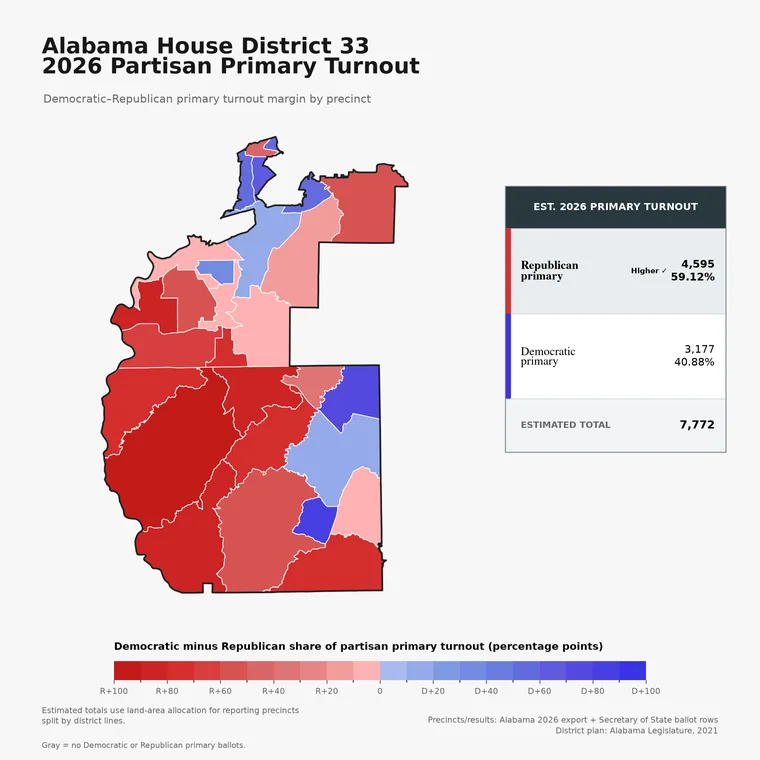 Alabama House District 33
2026 Partisan Primary Turnout
Democratic–Republican primary turnout margin by precinct
EST. 2026 PRIMARY TURNOUT
Republican
primary
Higher ✓
4,595
59.12%
Democratic
primary
3,177
40.88%
ESTIMATED TOTAL
7,772
Democratic minus Republican share of partisan primary turnout (percentage points)
R+100 R+80 R+60 R+40 R+20 0 D+20 D+40 D+60 D+80 D+100
Estimated totals use land-area allocation for reporting precincts
split by district lines.
Gray = no Democratic or Republican primary ballots.
Precincts/results: Alabama 2026 export + Secretary of State ballot rows
District plan: Alabama Legislature, 2021